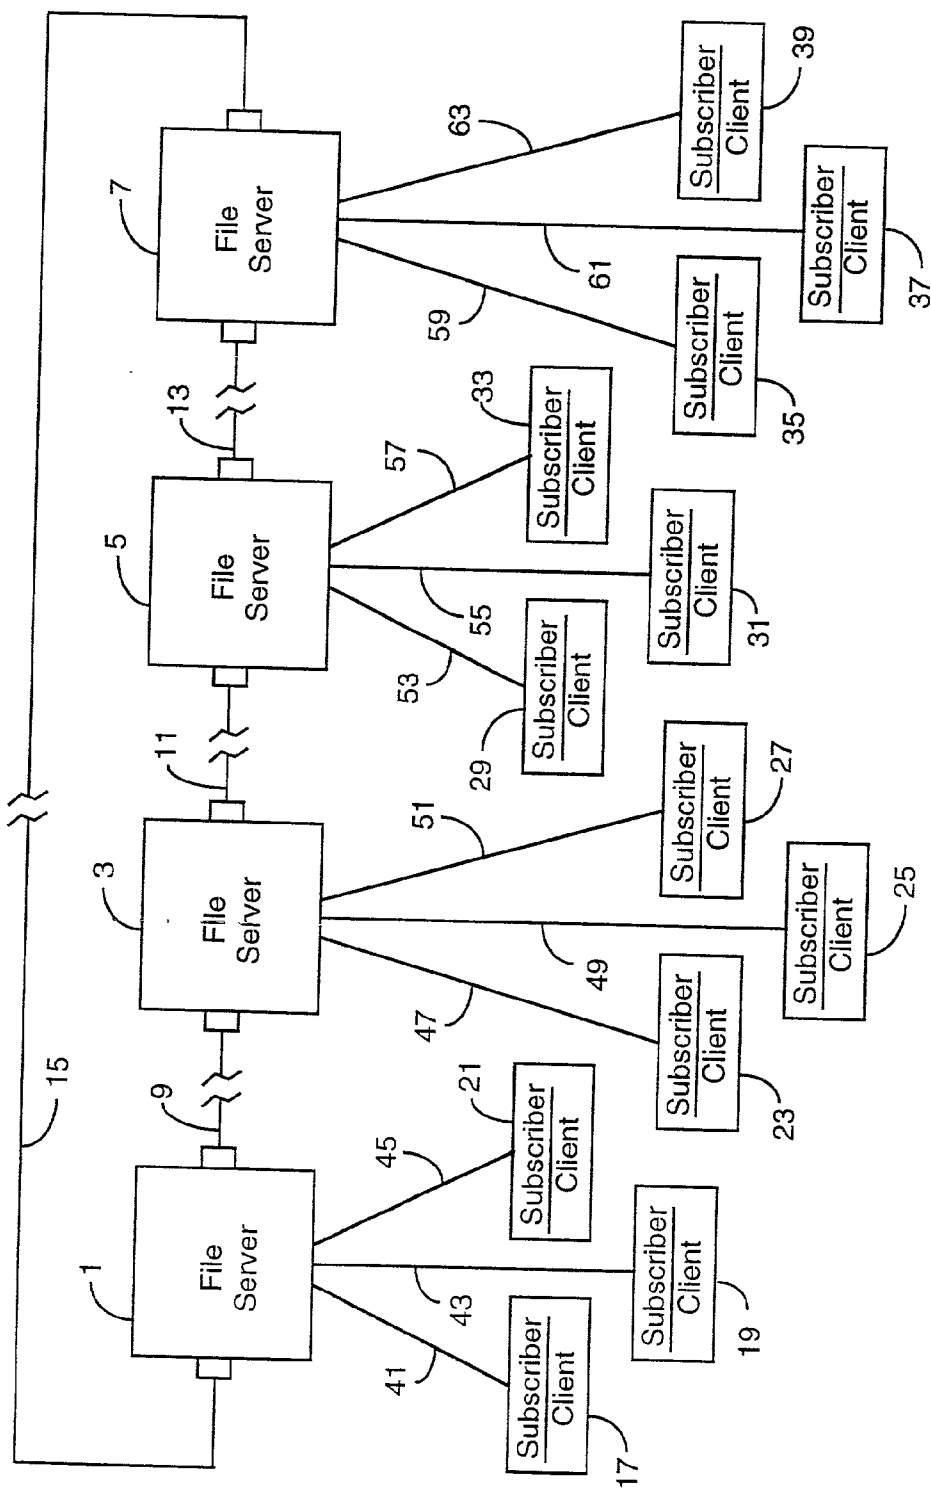 15
1
3
5
7
9
11
13
File
Server
File
Server
File
Server
File
Server
41
43
45
47
49
51
53
55
57
59
61
63
17
Subscriber
Client
19
Subscriber
Client
21
Subscriber
Client
23
Subscriber
Client
25
Subscriber
Client
27
Subscriber
Client
29
Subscriber
Client
31
Subscriber
Client
33
Subscriber
Client
35
Subscriber
Client
37
Subscriber
Client
39
Subscriber
Client